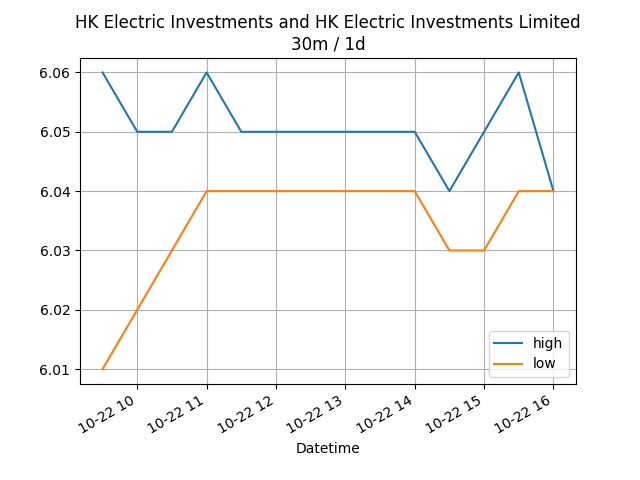 HK Electric Investments and HK Electric Investments Limited
30m / 1d
6.06
6.05
6.04
6.03
6.02
6.01
high
low
10-22 10
10-22 11
10-22 12
10-22 13
10-22 14
10-22 15
10-22 16
Datetime